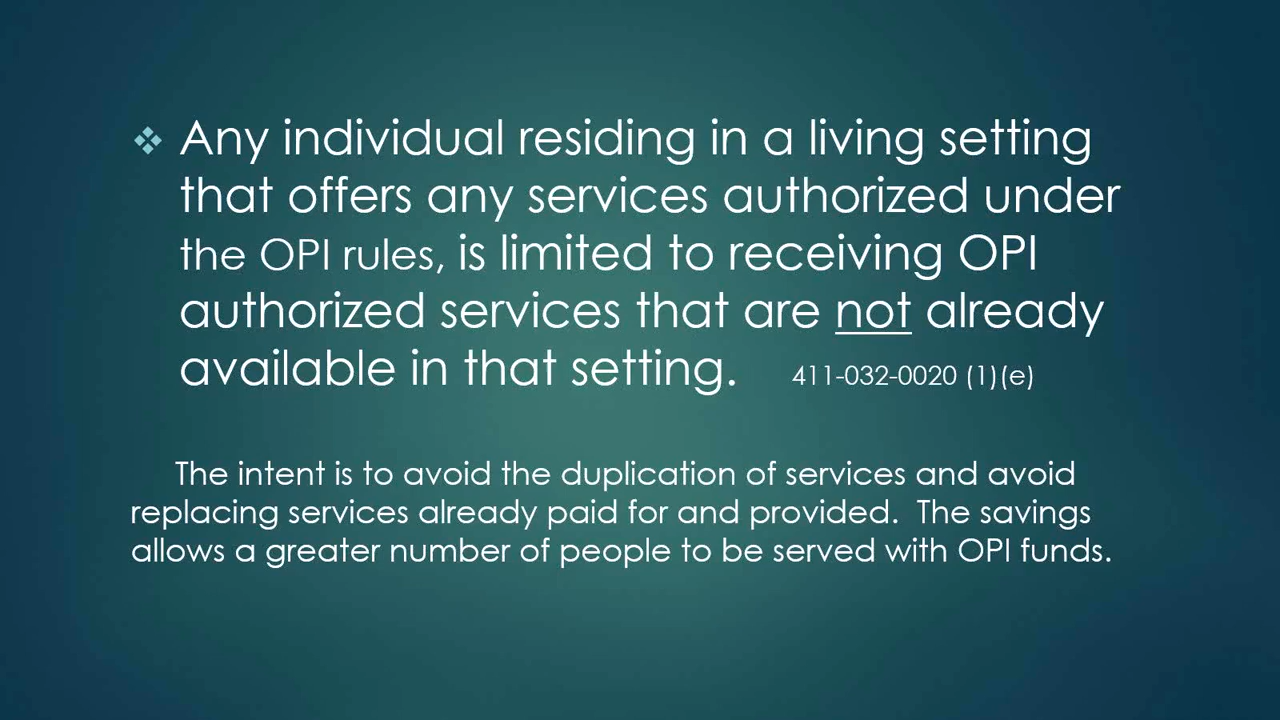 Any individual residing in a living setting
that offers any services authorized under
the OPI rules, is limited to receiving OPI
authorized services that are not already
available in that setting. 411-032-0020 (1)(e)
The intent is to avoid the duplication of services and avoid
replacing services already paid for and provided. The savings
allows a greater number of people to be served with OPI funds.